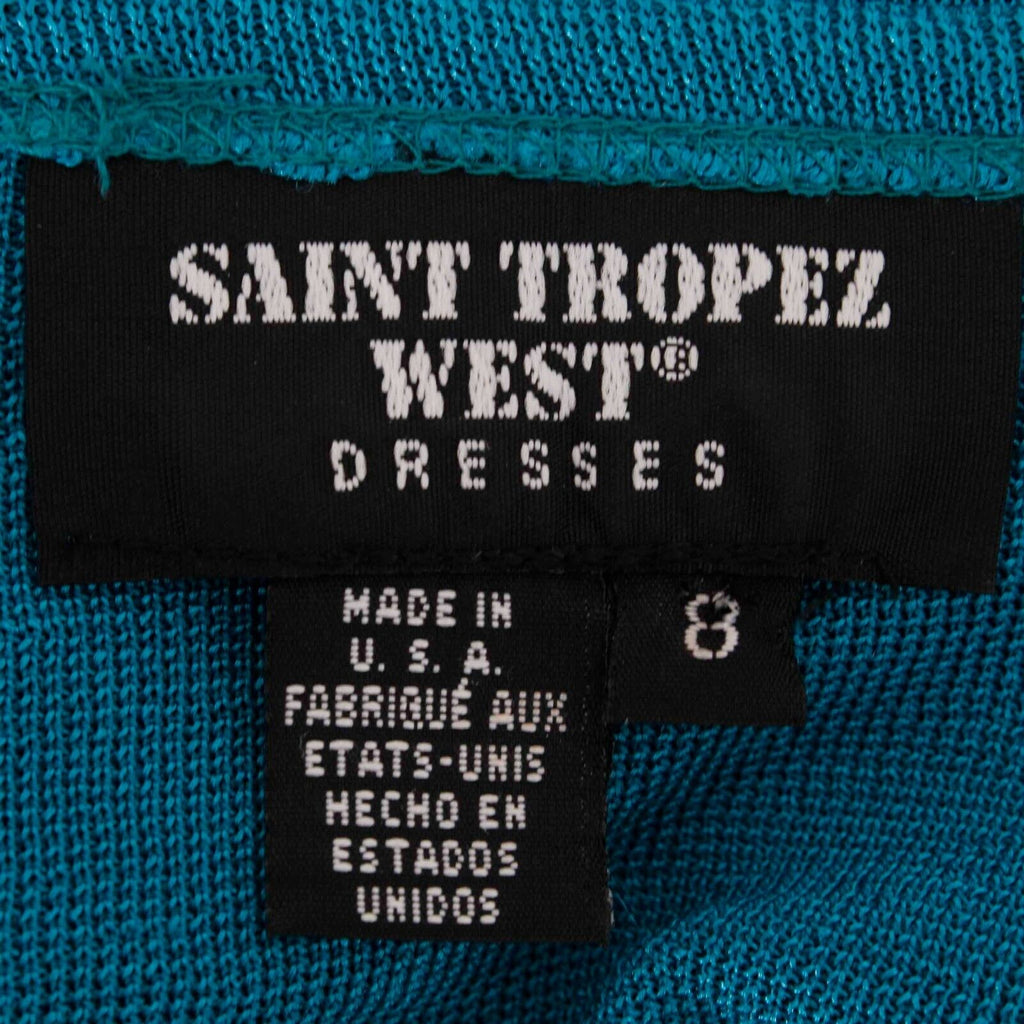 SAINT TROPEZ
WEST®
DRESSES
MADE IN
U. S. A.
FABRIQUÉ AUX
ETATS-UNIS
HECHO EN
ESTADOS
UNIDOS
8